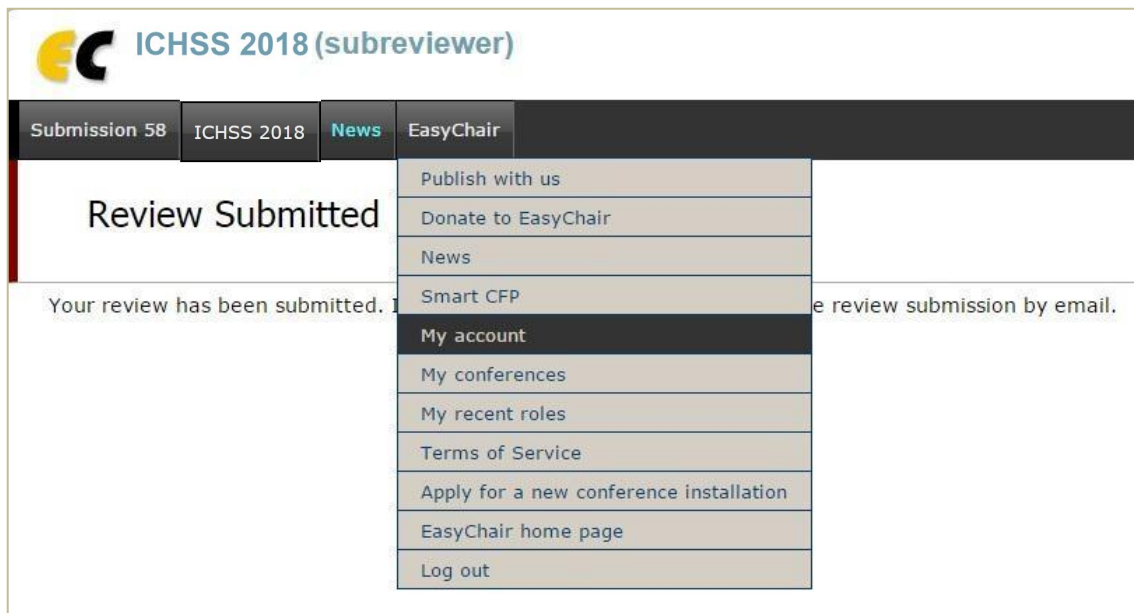 EC ICHSS 2018 (subreviewer)
Submission 58 ICHSS 2018 News EasyChair
Publish with us
Review Submitted
Donate to EasyChair
News
Smart CFP
Your review has been submitted. e review submission by email.
My account
My conferences
My recent roles
Terms of Service
Apply for a new conference installation
EasyChair home page
Log out